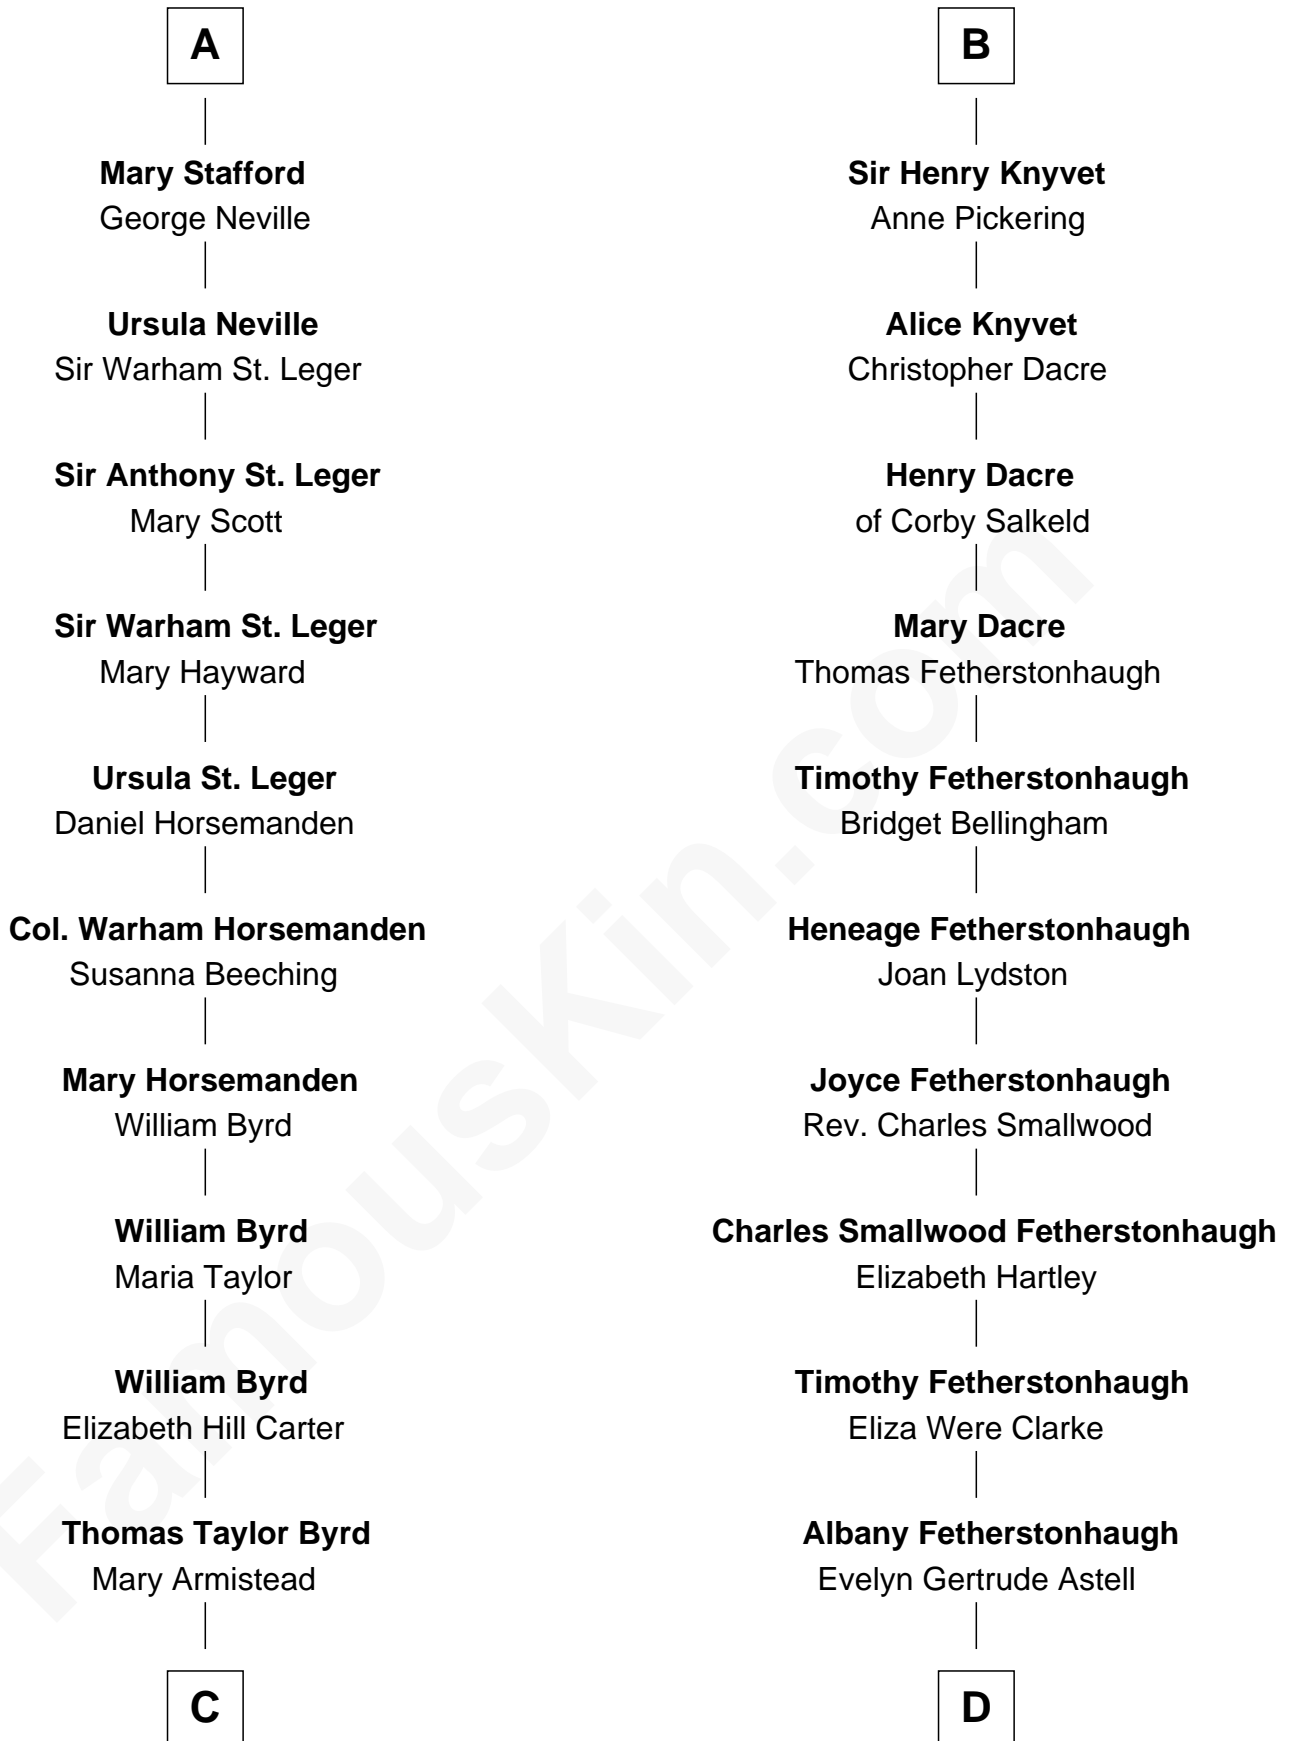 A
Mary Stafford
George Neville
Ursula Neville
Sir Warham St. Leger
Sir Anthony St. Leger
Mary Scott
Sir Warham St. Leger
Mary Hayward
Ursula St. Leger
Daniel Horsemanden
Col. Warham Horsemanden
Susanna Beeching
Mary Horsemanden
William Byrd
William Byrd
Maria Taylor
William Byrd
Elizabeth Hill Carter
Thomas Taylor Byrd
Mary Armistead
C
B
Sir Henry Knyvet
Anne Pickering
Alice Knyvet
Christopher Dacre
Henry Dacre
of Corby Salkeld
Mary Dacre
Thomas Fetherstonhaugh
Timothy Fetherstonhaugh
Bridget Bellingham
Heneage Fetherstonhaugh
Joan Lydston
Joyce Fetherstonhaugh
Rev. Charles Smallwood
Charles Smallwood Fetherstonhaugh
Elizabeth Hartley
Timothy Fetherstonhaugh
Eliza Were Clarke
Albany Fetherstonhaugh
Evelyn Gertrude Astell
D
FamousKin.com